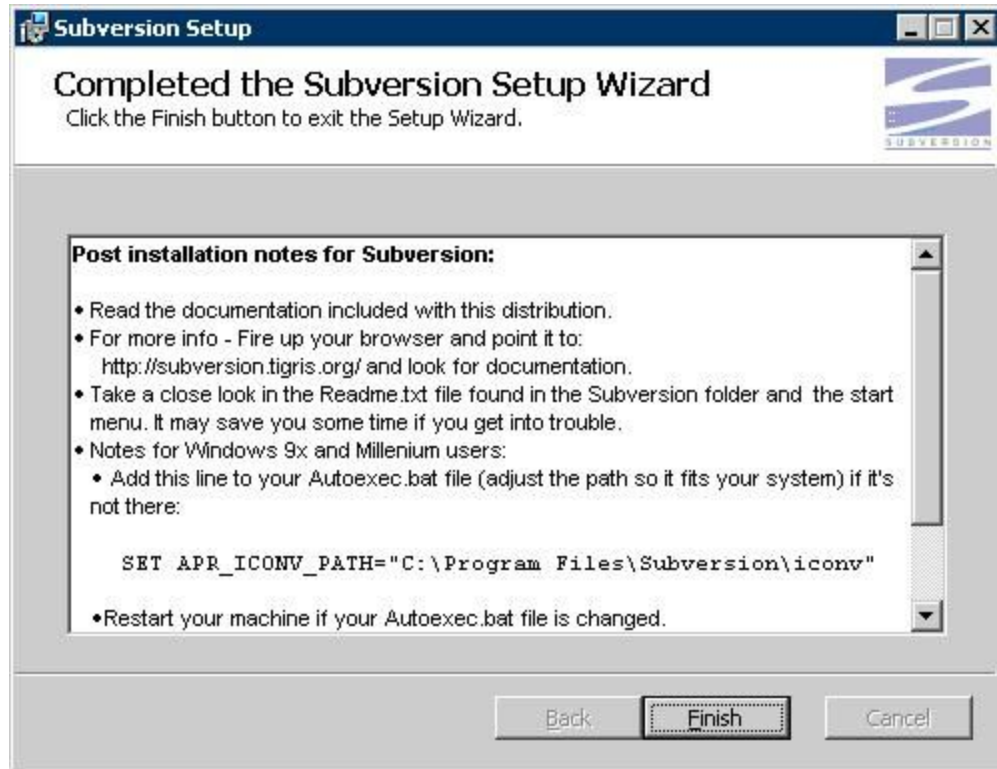 Subversion Setup
Completed the Subversion Setup Wizard
Click the Finish button to exit the Setup Wizard.
SUBVERSION
Post installation notes for Subversion:
• Read the documentation included with this distribution.
• For more info - Fire up your browser and point it to:
http://subversion.tigris.org/ and look for documentation.
• Take a close look in the Readme.txt file found in the Subversion folder and  the start
menu. It may save you some time if you get into trouble.
• Notes for Windows 9x and Millenium users:
• Add this line to your Autoexec.bat file (adjust the path so it fits your system) if it's
not there:
SET APR_ICONV_PATH="C:\Program Files\Subversion\iconv"
•Restart your machine if your Autoexec.bat file is changed.
Back Finish Cancel